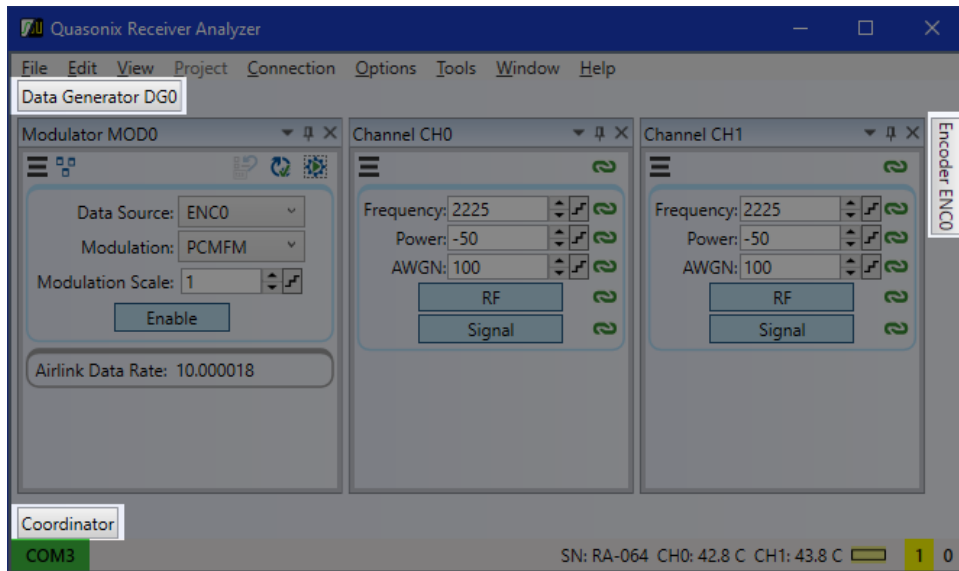 Quasonix Receiver Analyzer
File Edit View Project Connection Options Tools Window Help
Data Generator DG0
Modulator MOD0
Data Source: ENC0
Modulation: PCMFM
Modulation Scale: 1
Enable
Airlink Data Rate: 10.000018
Channel CH0
Frequency: 2225
Power: -50
AWGN: 100
RF
Signal
Channel CH1
Frequency: 2225
Power: -50
AWGN: 100
RF
Signal
Encoder ENC0
Coordinator
COM3 SN: RA-064 CH0: 42.8 C CH1: 43.8 C 1 0